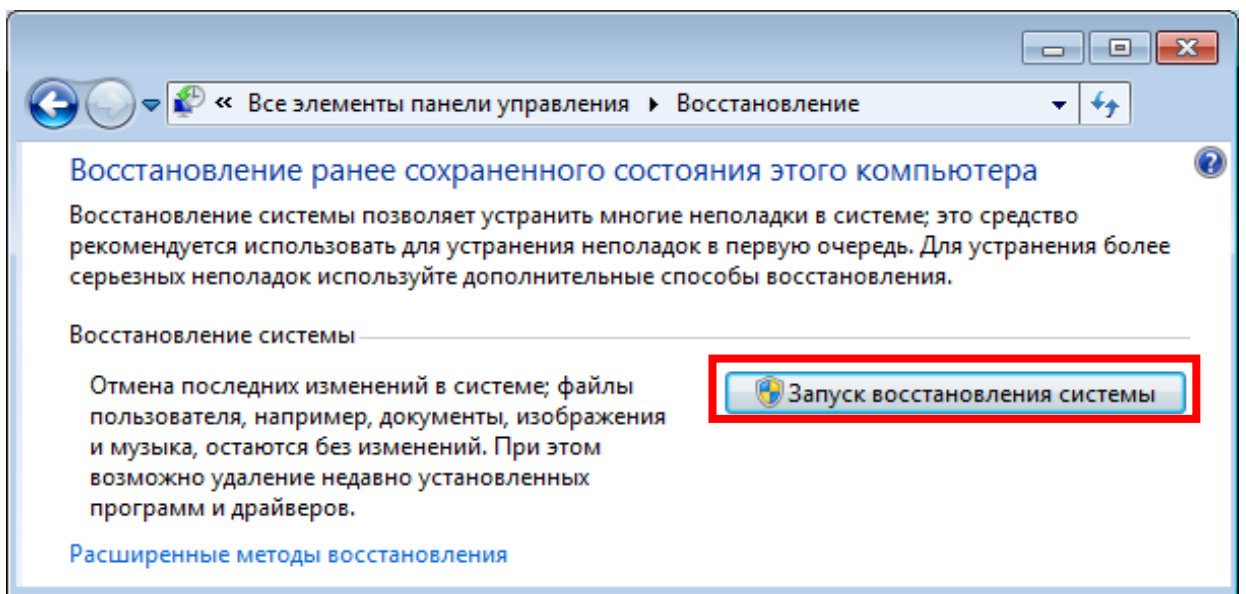 « Все элементы панели управления ▸ Восстановление
Восстановление ранее сохраненного состояния этого компьютера
Восстановление системы позволяет устранить многие неполадки в системе; это средство
рекомендуется использовать для устранения неполадок в первую очередь. Для устранения более
серьезных неполадок используйте дополнительные способы восстановления.
Восстановление системы
Отмена последних изменений в системе; файлы
пользователя, например, документы, изображения
и музыка, остаются без изменений. При этом
возможно удаление недавно установленных
программ и драйверов.
Запуск восстановления системы
Расширенные методы восстановления